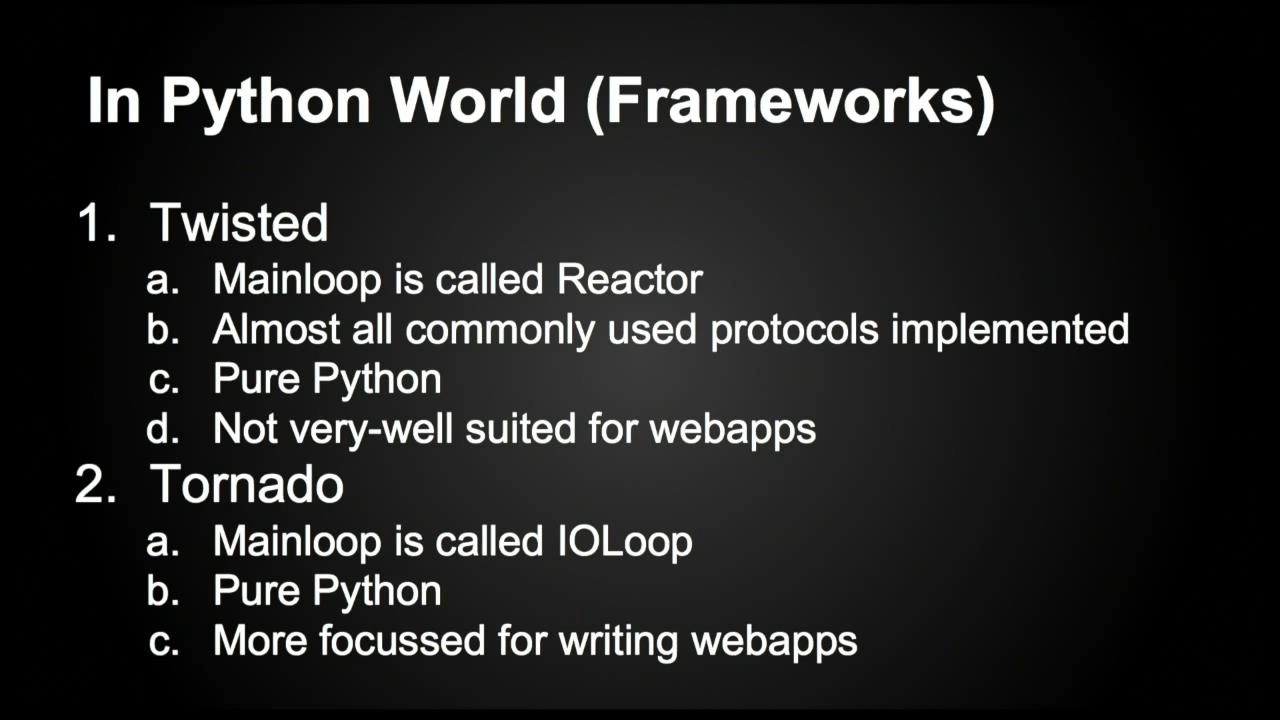 In Python World (Frameworks)
1. Twisted
a. Mainloop is called Reactor
b. Almost all commonly used protocols implemented
c. Pure Python
d. Not very-well suited for webapps
2. Tornado
a. Mainloop is called IOLoop
b. Pure Python
c. More focussed for writing webapps